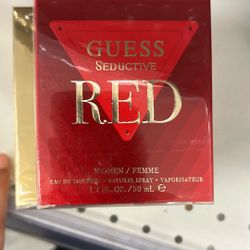 GUESS
SEDUCTIVE
RED
WOMEN / FEMME
EAU DE TOILETTE • NATURAL SPRAY • VAPORISATEUR
1.7 FL. OZ. / 50 mL ℮